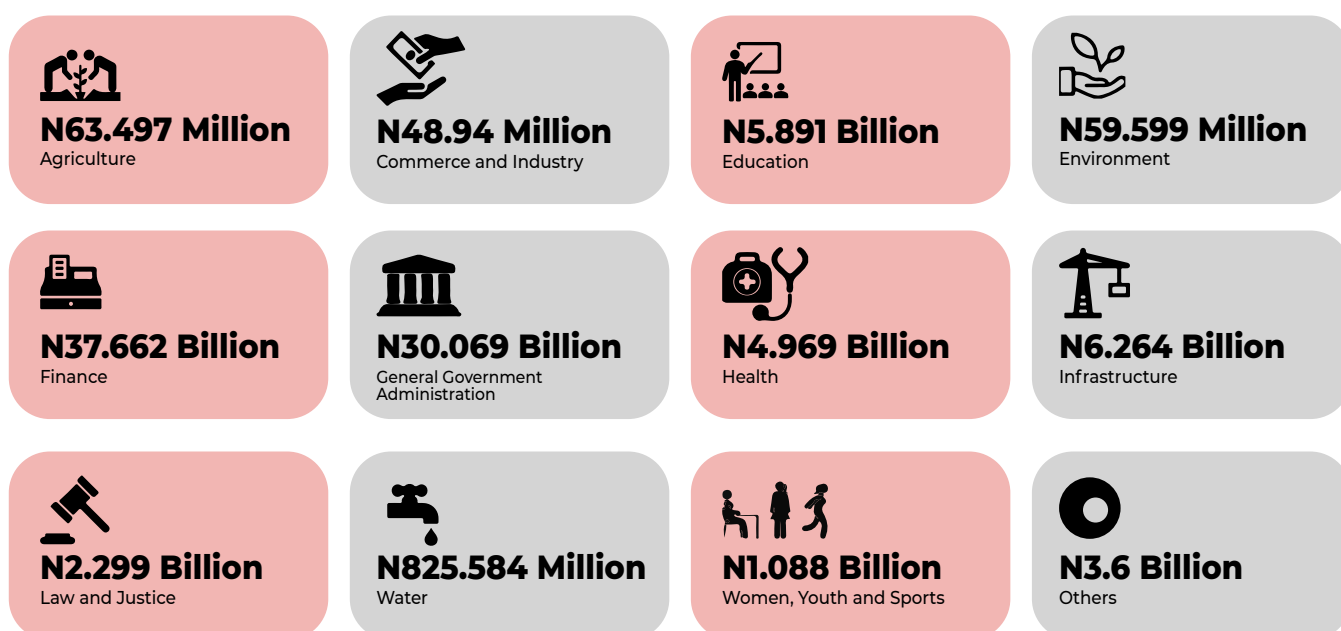 N63.497 Million
Agriculture
N48.94 Million
Commerce and Industry
N5.891 Billion
Education
N59.599 Million
Environment
N37.662 Billion
Finance
N30.069 Billion
General Government
Administration
N4.969 Billion
Health
N6.264 Billion
Infrastructure
N2.299 Billion
Law and Justice
N825.584 Million
Water
N1.088 Billion
Women, Youth and Sports
N3.6 Billion
Others